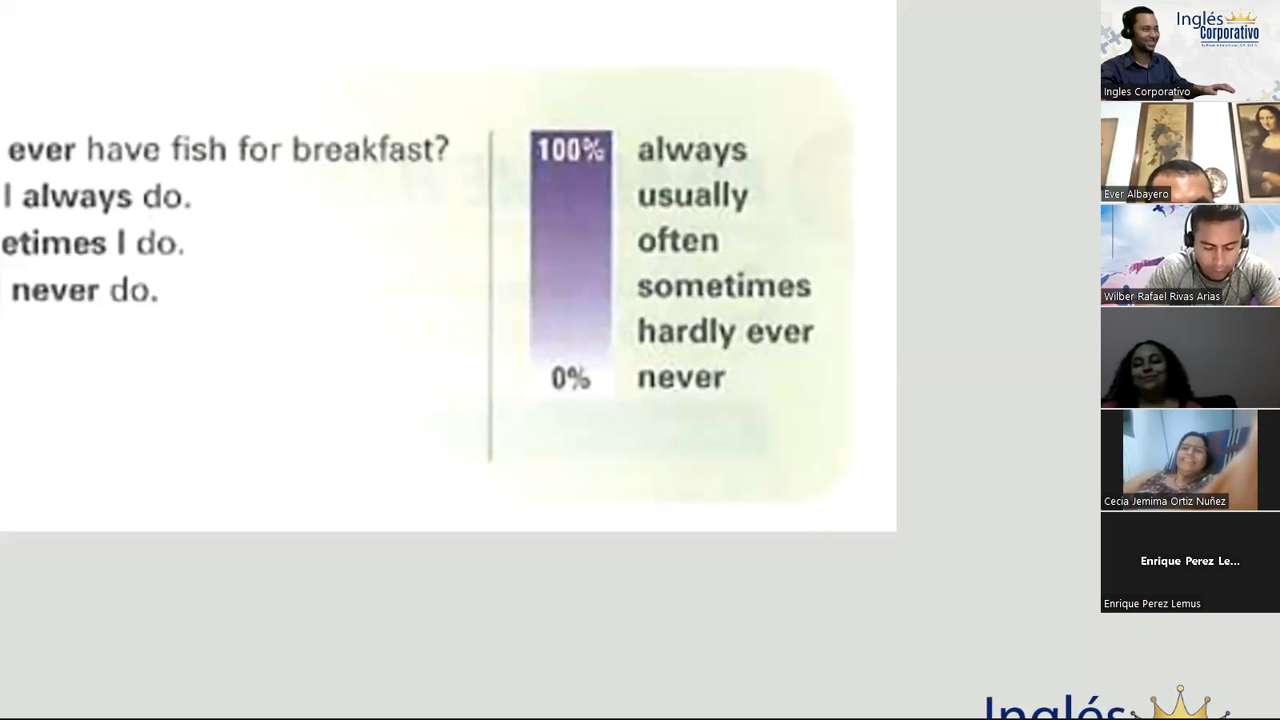 ever have fish for breakfast?
I always do.
etimes I do.
never do.
100%
0%
always
usually
often
sometimes
hardly ever
never
Inglés
Corporativo
Ingles Corporativo
Ever Albayero
Wilber Rafael Rivas Arias
Cecia Jemima Ortiz Nuñez
Enrique Perez Le...
Enrique Perez Lemus
Inglés